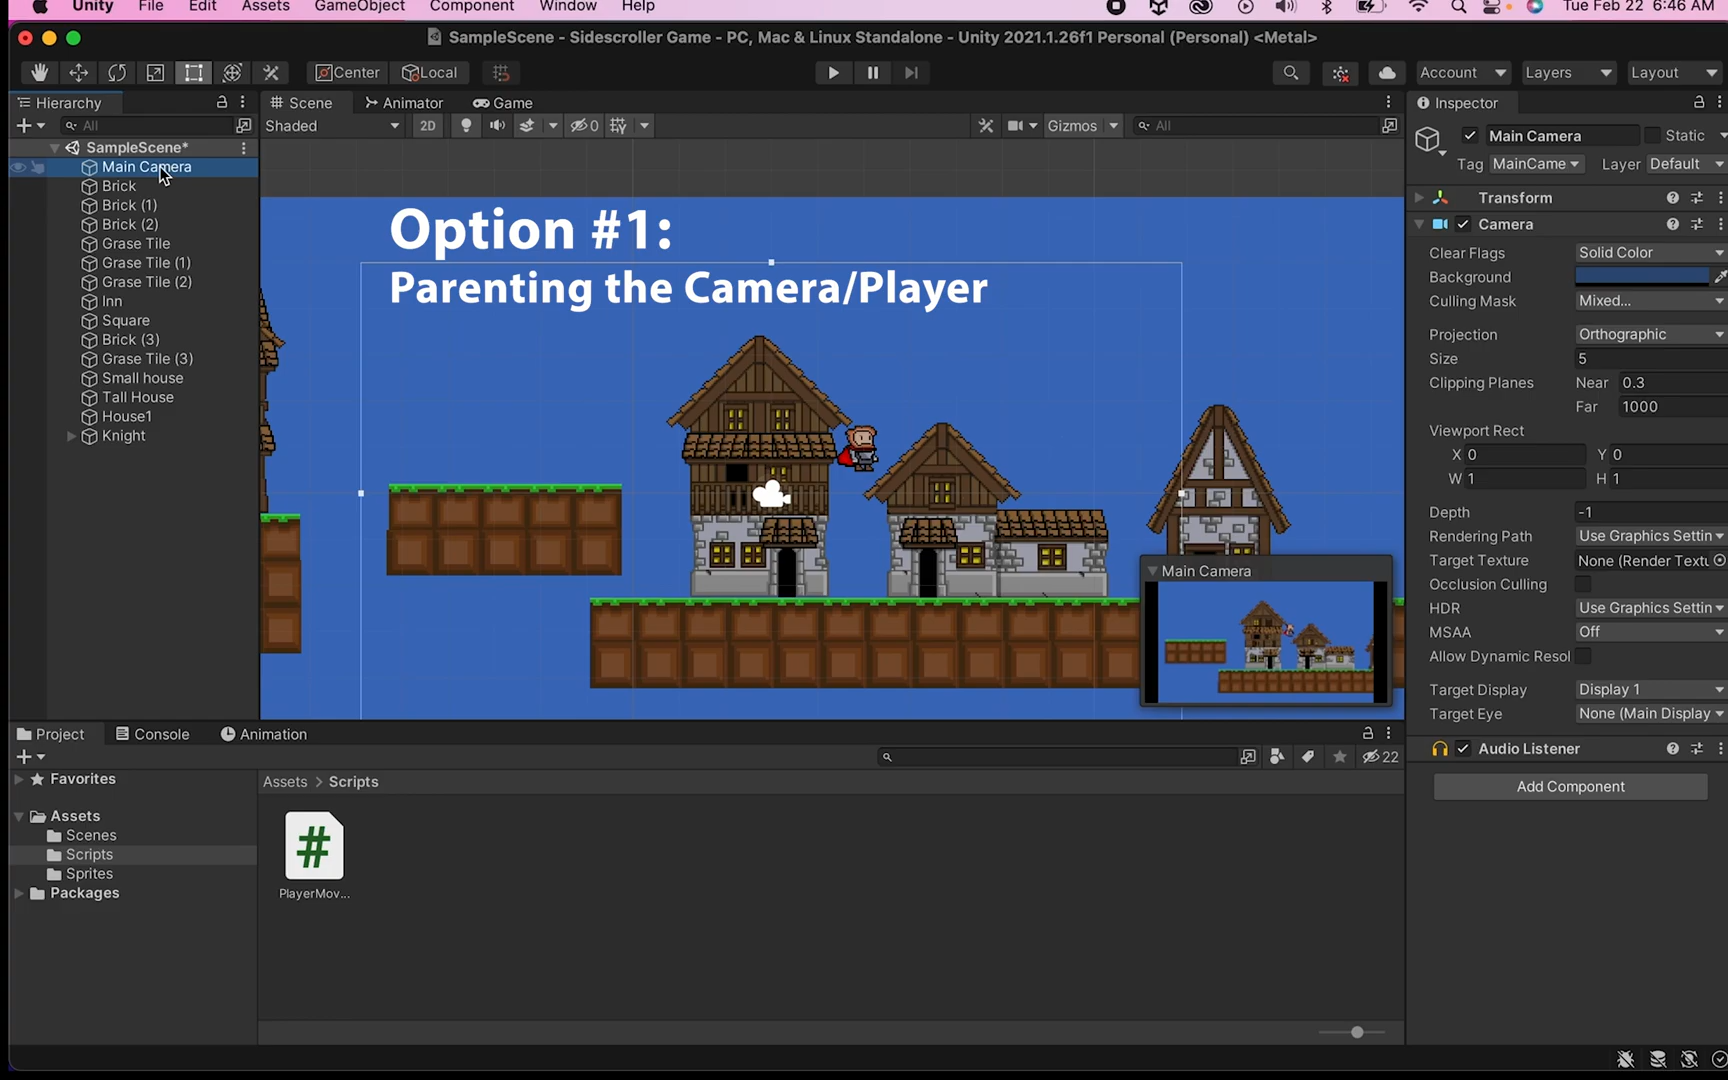 Unity File Edit Assets GameObject Component Window Help Tue Feb 22 6:46 AM
SampleScene - Sidescroller Game - PC, Mac & Linux Standalone - Unity 2021.1.26f1 Personal (Personal) <Metal>
Center Local Account Layers Layout
Hierarchy
All
SampleScene*
Main Camera
Brick
Brick (1)
Brick (2)
Grase Tile
Grase Tile (1)
Grase Tile (2)
Inn
Square
Brick (3)
Grase Tile (3)
Small house
Tall House
House1
Knight
Scene Animator Game
Shaded 2D 0 Gizmos All
Option #1:
Parenting the Camera/Player
Main Camera
Inspector
Main Camera Static
Tag MainCame Layer Default
Transform
Camera
Clear Flags Solid Color
Background
Culling Mask Mixed...
Projection Orthographic
Size 5
Clipping Planes Near 0.3
Far 1000
Viewport Rect
X 0 Y 0
W 1 H 1
Depth -1
Rendering Path Use Graphics Settin
Target Texture None (Render Textu
Occlusion Culling
HDR Use Graphics Settin
MSAA Off
Allow Dynamic Resol
Target Display Display 1
Target Eye None (Main Display
Audio Listener
Add Component
Project Console Animation
22
Favorites
Assets
Scenes
Scripts
Sprites
Packages
Assets > Scripts
#
PlayerMov...